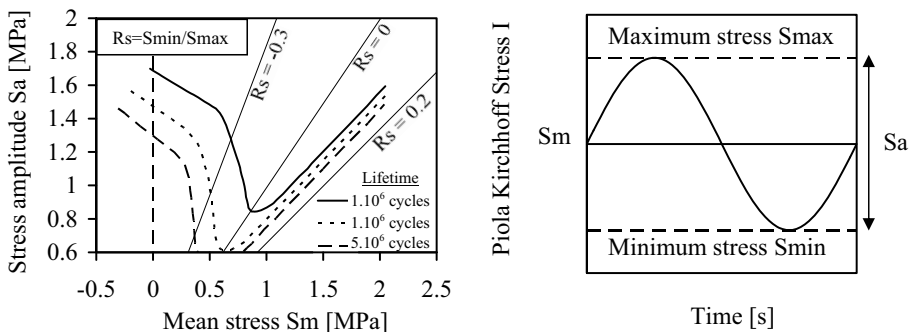 Stress amplitude Sa [MPa]
2
1.8
1.6
1.4
1.2
1
0.8
0.6
Rs=Smin/Smax
Rs = -0.3
Rs = 0
Rs = 0.2
Lifetime
1.10⁶ cycles
1.10⁶ cycles
5.10⁶ cycles
-0.5 0 0.5 1 1.5 2 2.5
Mean stress Sm [MPa]
Piola Kirchhoff Stress I
Maximum stress Smax
Sm
Sa
Minimum stress Smin
Time [s]